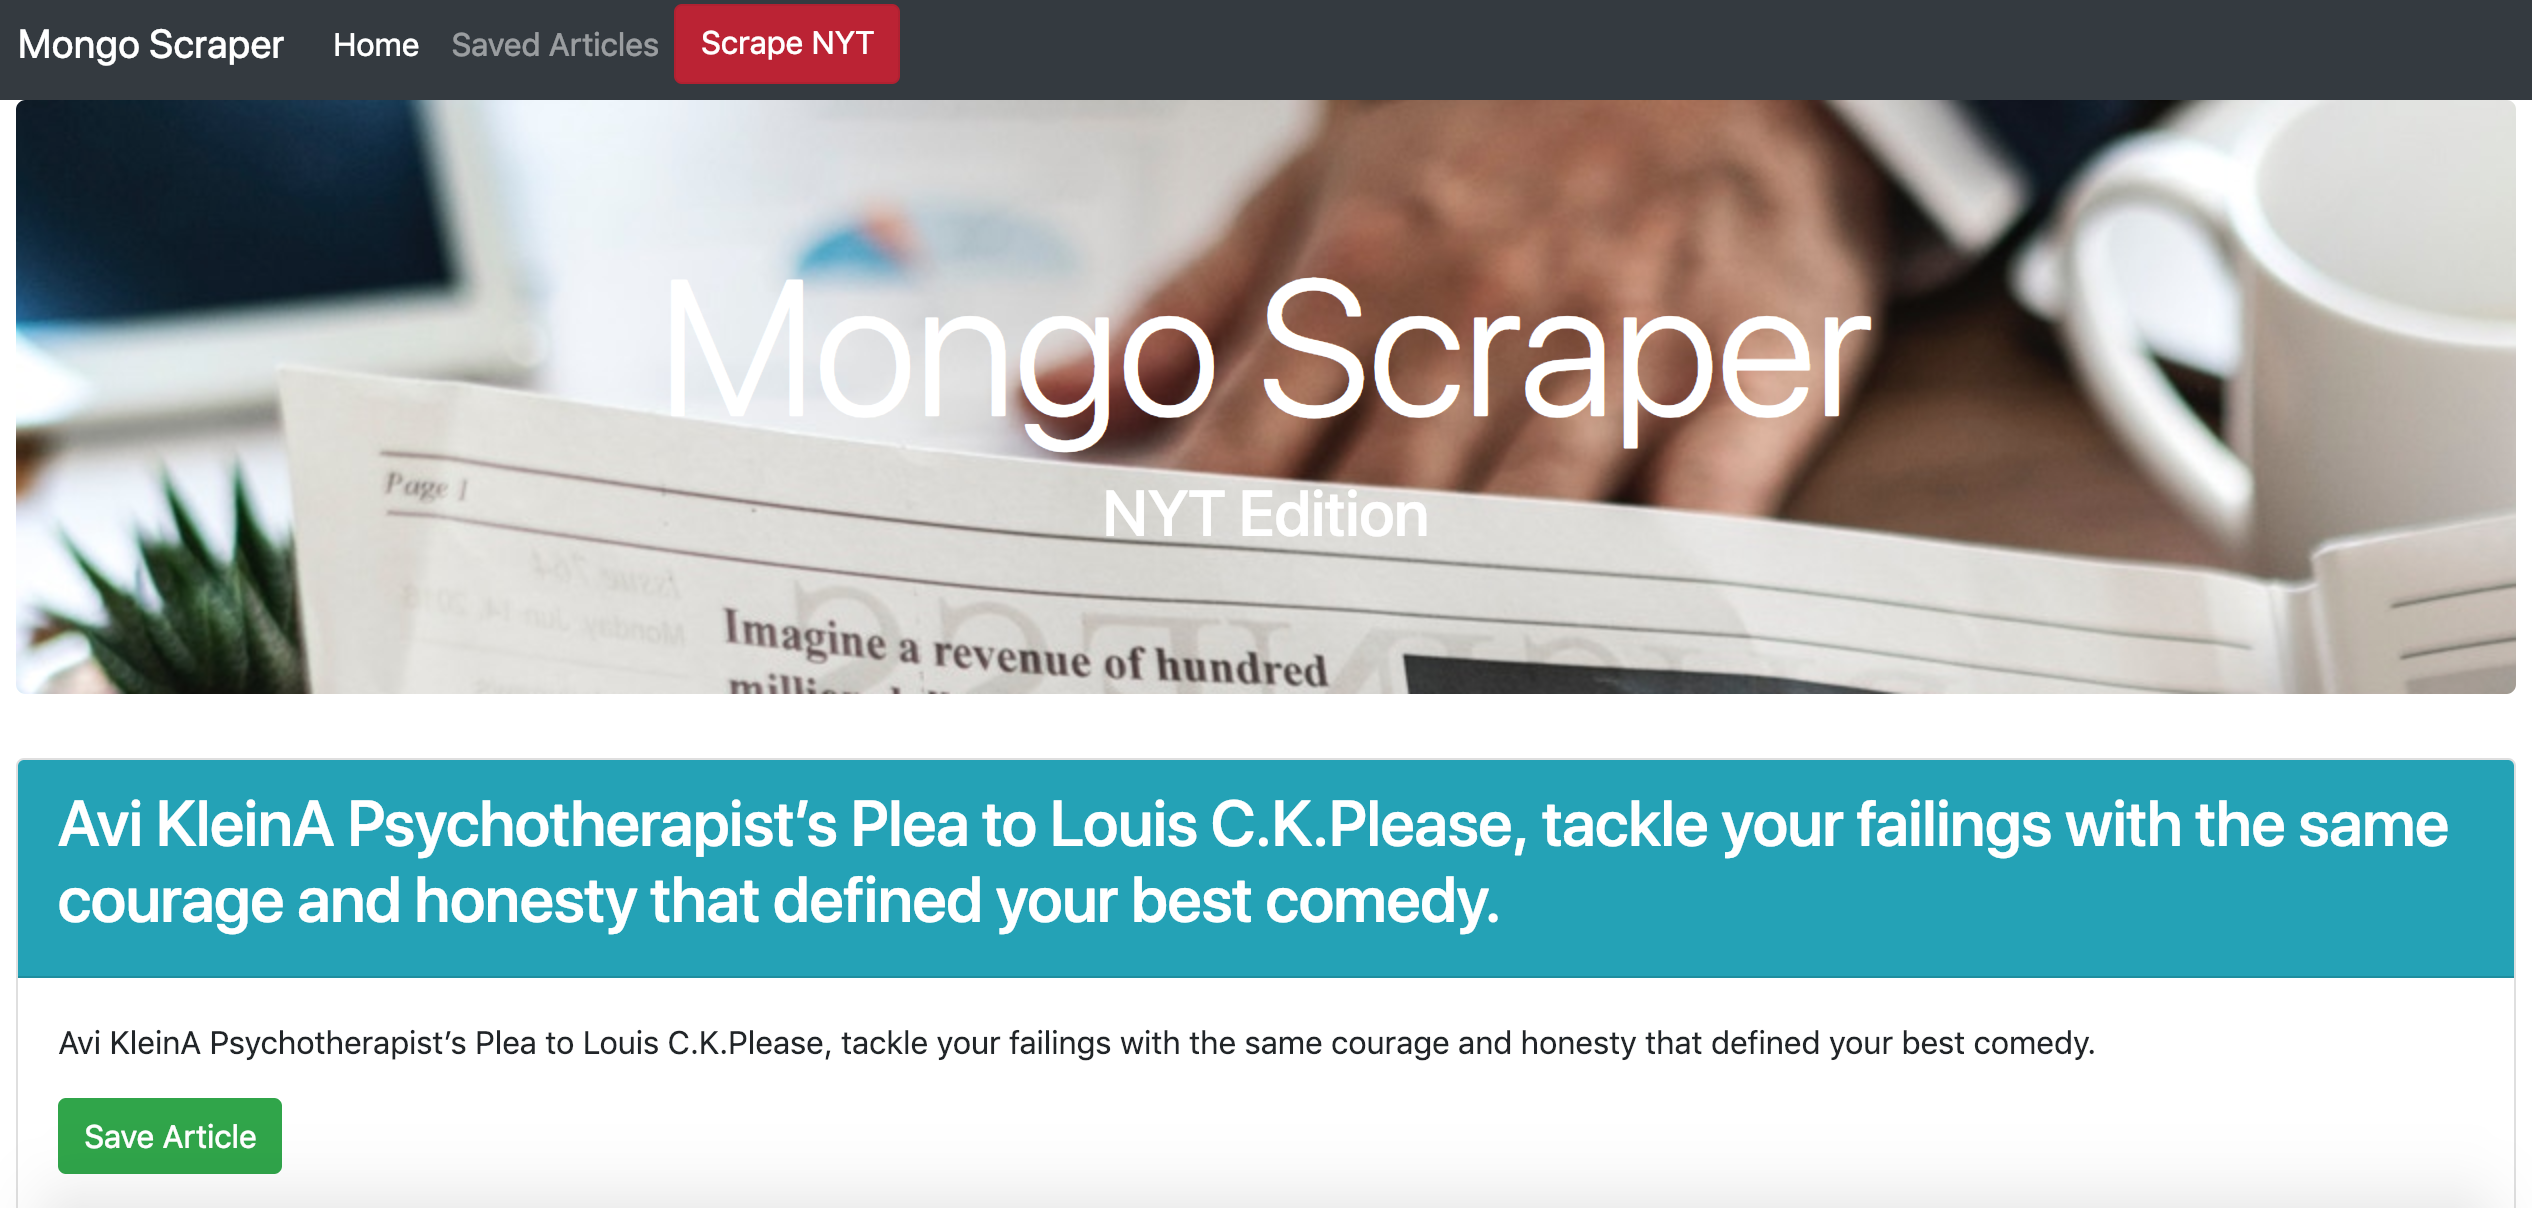 Mongo Scraper Home Saved Articles Scrape NYT
Mongo Scraper
Page 1
NYT Edition
Imagine a revenue of hundred
Avi KleinA Psychotherapist’s Plea to Louis C.K.Please, tackle your failings with the same
courage and honesty that defined your best comedy.
Avi KleinA Psychotherapist’s Plea to Louis C.K.Please, tackle your failings with the same courage and honesty that defined your best comedy.
Save Article